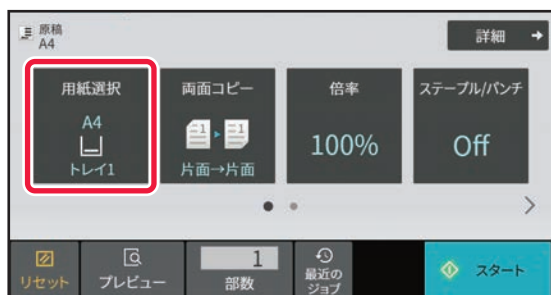 原稿
A4
詳細
用紙選択
A4
トレイ1
両面コピー
1 1
片面→片面
倍率
100%
ステープル/パンチ
Off
リセット
プレビュー
1
部数
最近の
ジョブ
スタート